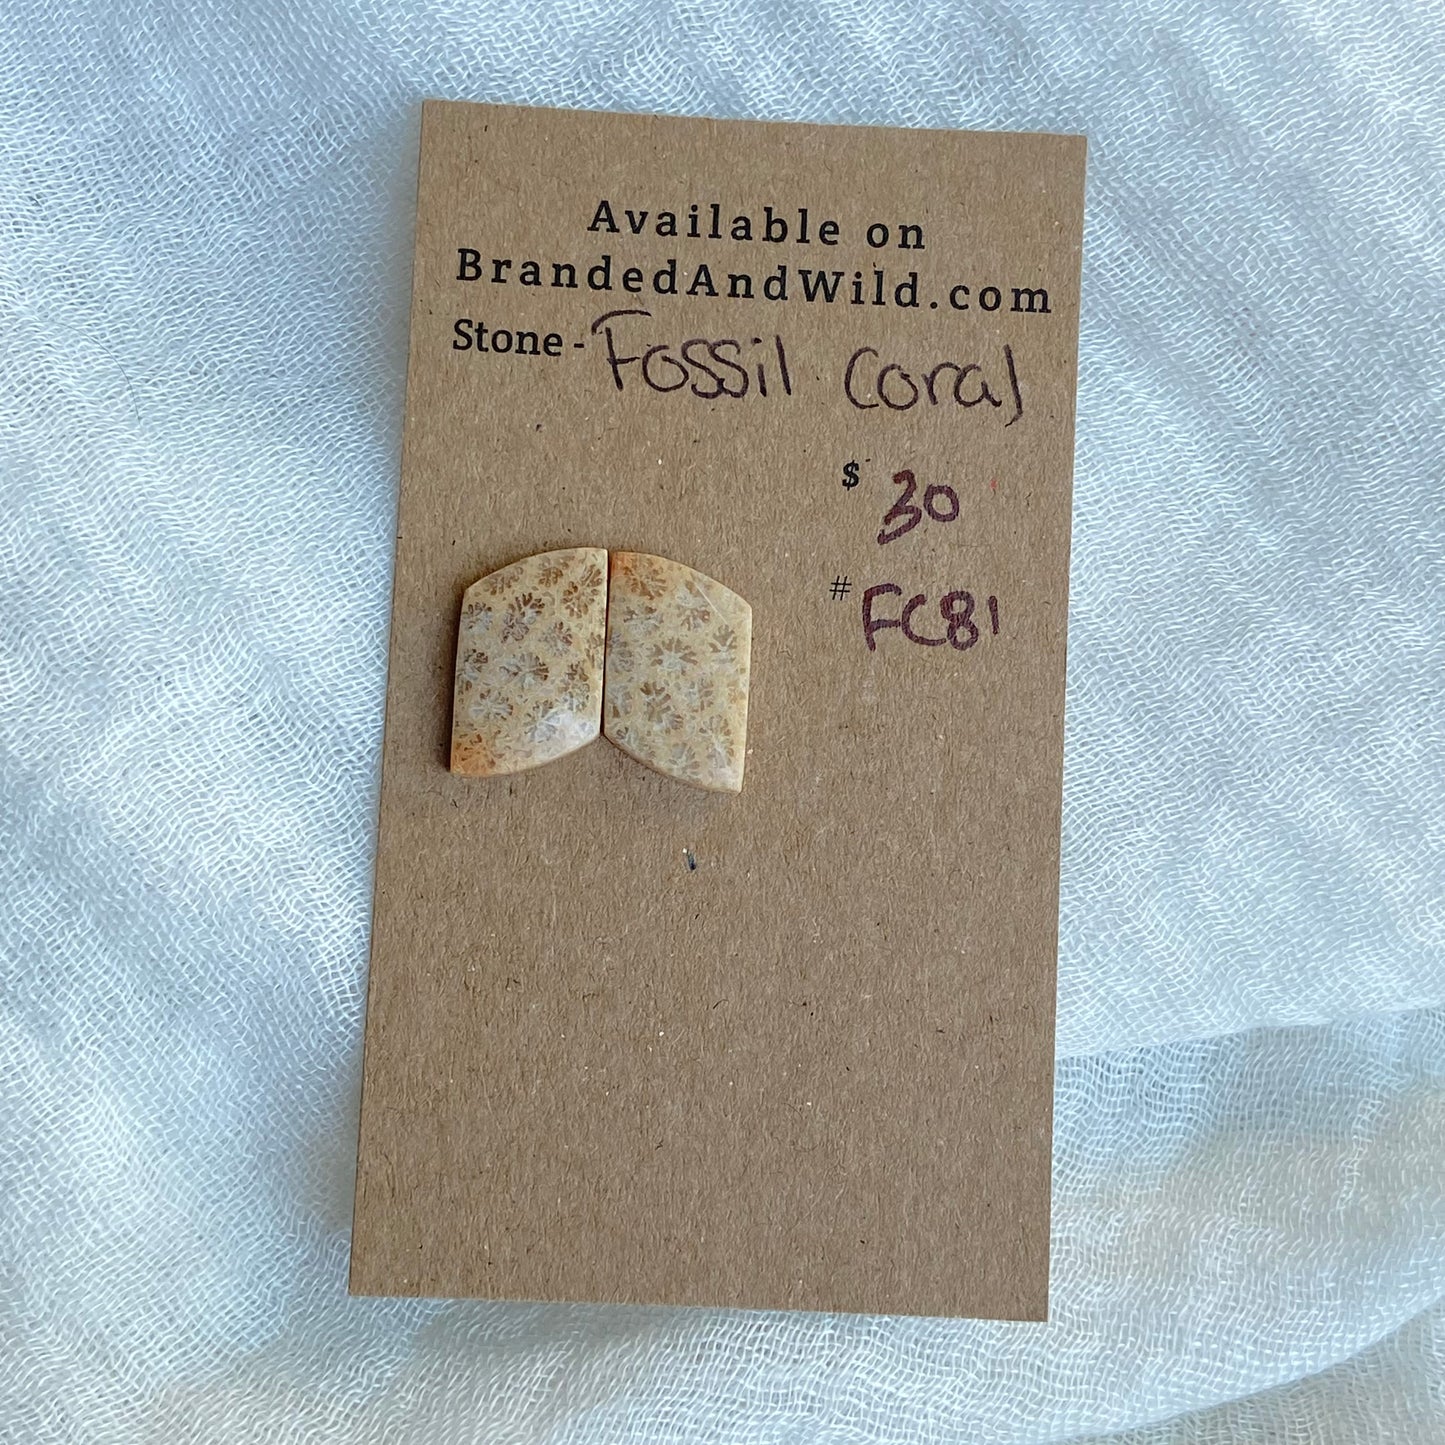 Available on
BrandedAndWild.com
Stone - Fossil Coral
$ 30
# FC81